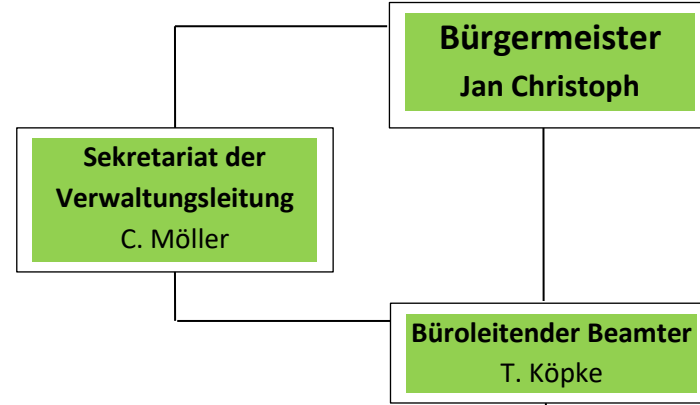 Bürgermeister
Jan Christoph
Sekretariat der
Verwaltungsleitung
C. Möller
Büroleitender Beamter
T. Köpke